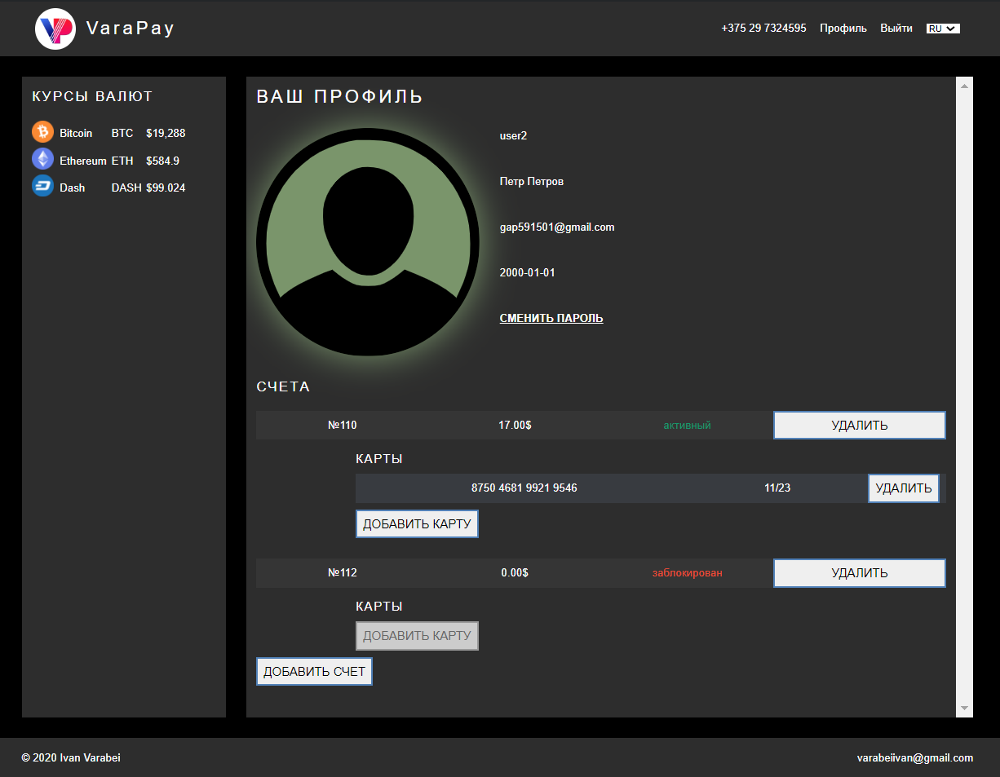 VaraPay
+375 29 7324595 Профиль Выйти RU
КУРСЫ ВАЛЮТ
Bitcoin BTC $19,288
Ethereum ETH $584.9
Dash DASH $99.024
ВАШ ПРОФИЛЬ
user2
Петр Петров
gap591501@gmail.com
2000-01-01
СМЕНИТЬ ПАРОЛЬ
СЧЕТА
№110 17.00$ активный УДАЛИТЬ
КАРТЫ
8750 4681 9921 9546 11/23 УДАЛИТЬ
ДОБАВИТЬ КАРТУ
№112 0.00$ заблокирован УДАЛИТЬ
КАРТЫ
ДОБАВИТЬ КАРТУ
ДОБАВИТЬ СЧЕТ
© 2020 Ivan Varabei
varabeiivan@gmail.com